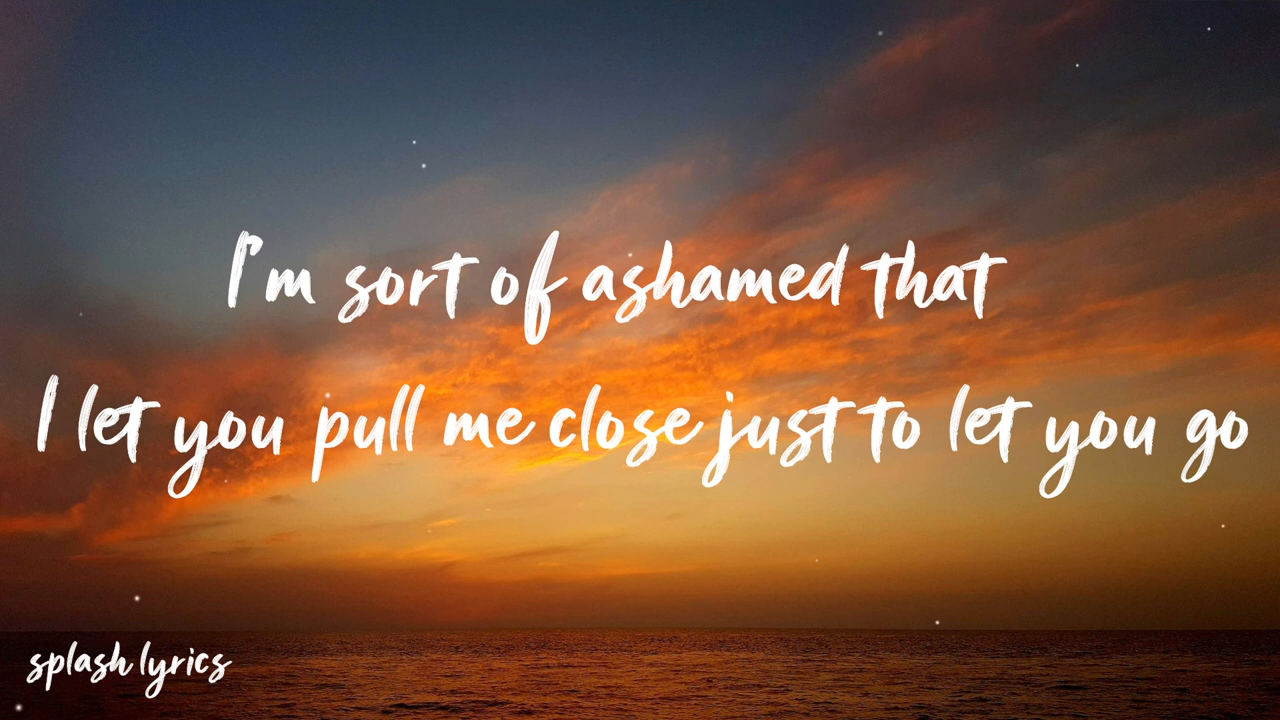 I'm sort of ashamed that
I let you pull me close just to let you go
splash lyrics